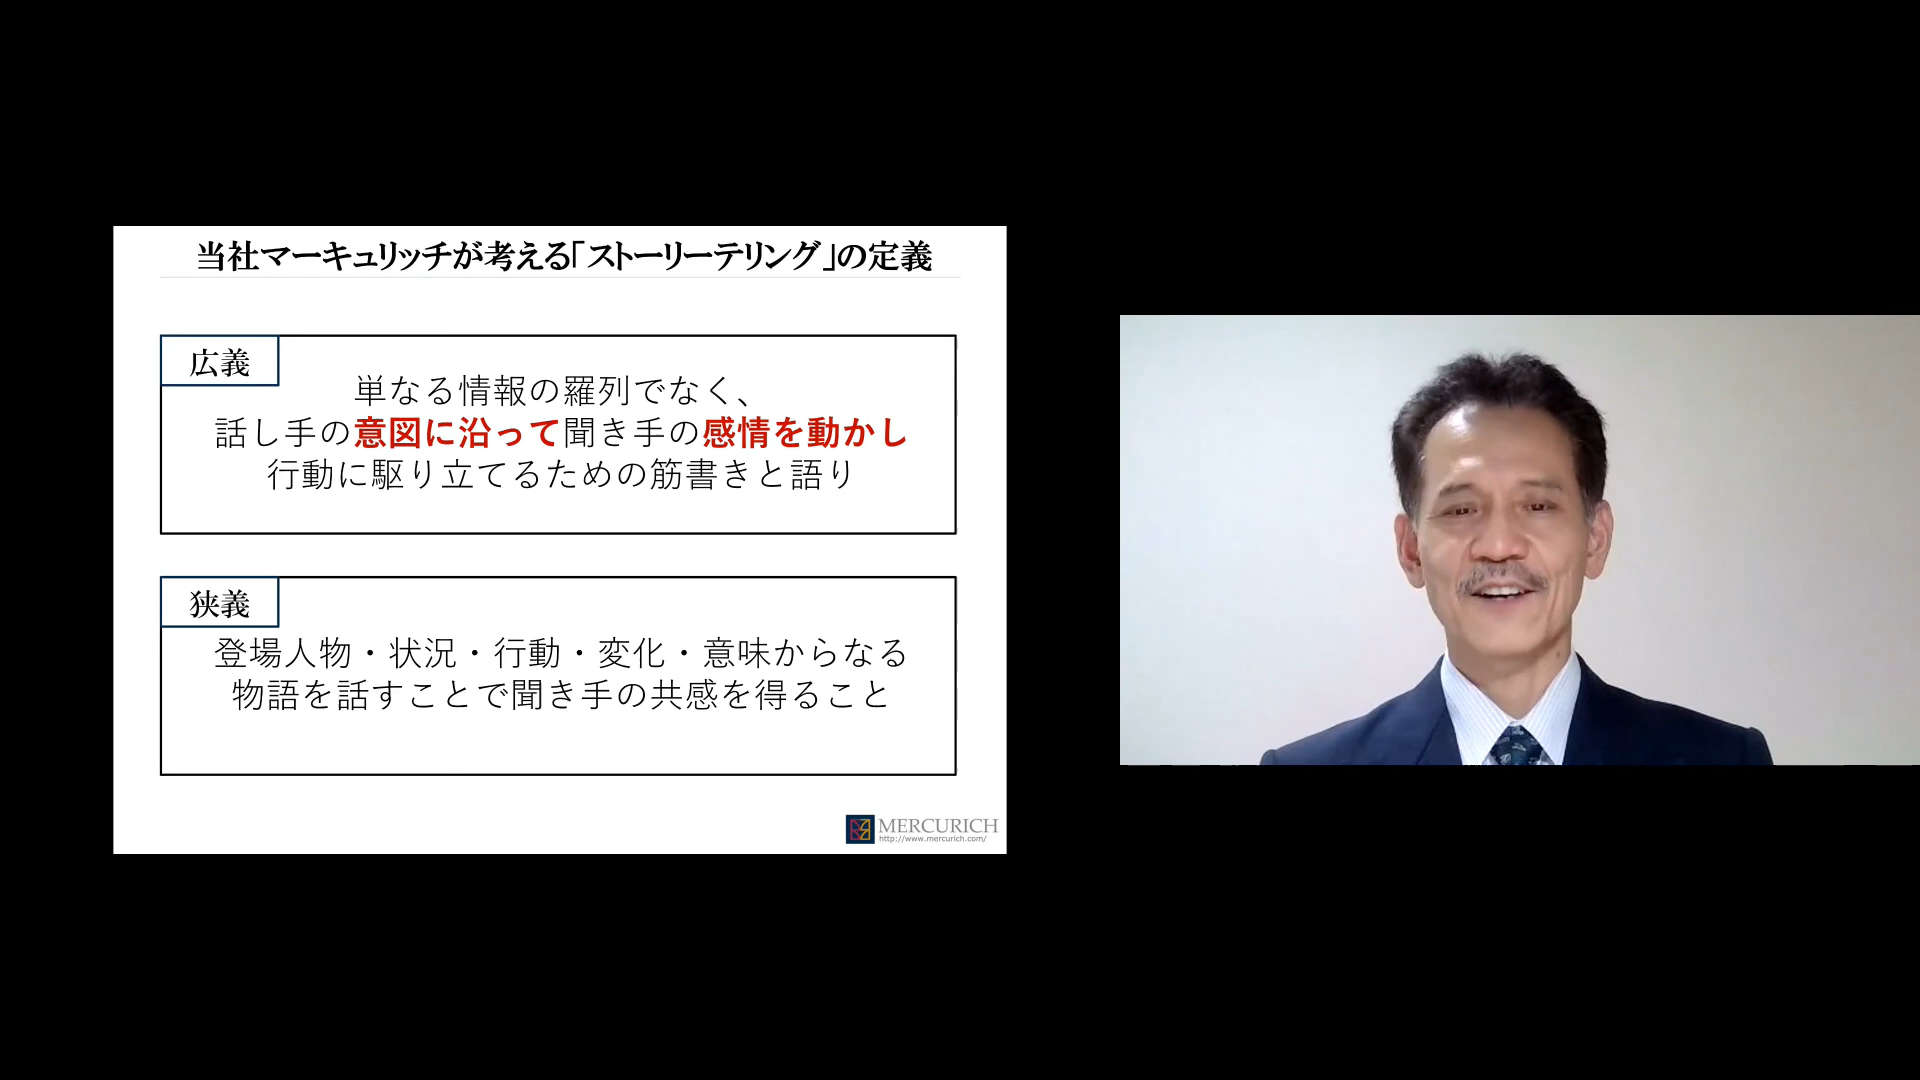 当社マーキュリッチが考える「ストーリーテリング」の定義
広義
単なる情報の羅列でなく、
話し手の意図に沿って聞き手の感情を動かし
行動に駆り立てるための筋書きと語り
狭義
登場人物・状況・行動・変化・意味からなる
物語を話すことで聞き手の共感を得ること
MERCURICH
http://www.mercurich.com/